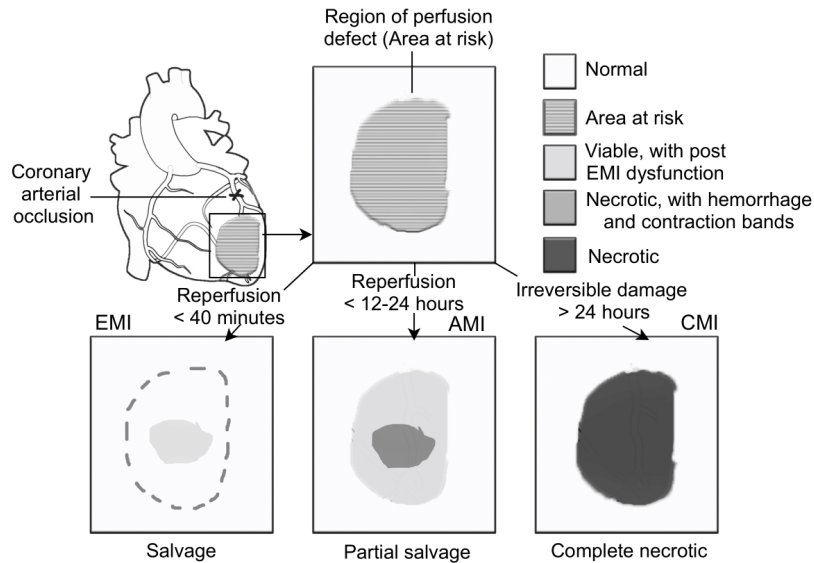 Region of perfusion
defect (Area at risk)
Normal
Area at risk
Viable, with post
EMI dysfunction
Necrotic, with hemorrhage
and contraction bands
Necrotic
Coronary
arterial
occlusion
Reperfusion
< 40 minutes
Reperfusion
< 12-24 hours
Irreversible damage
> 24 hours
EMI
AMI
CMI
Salvage
Partial salvage
Complete necrotic